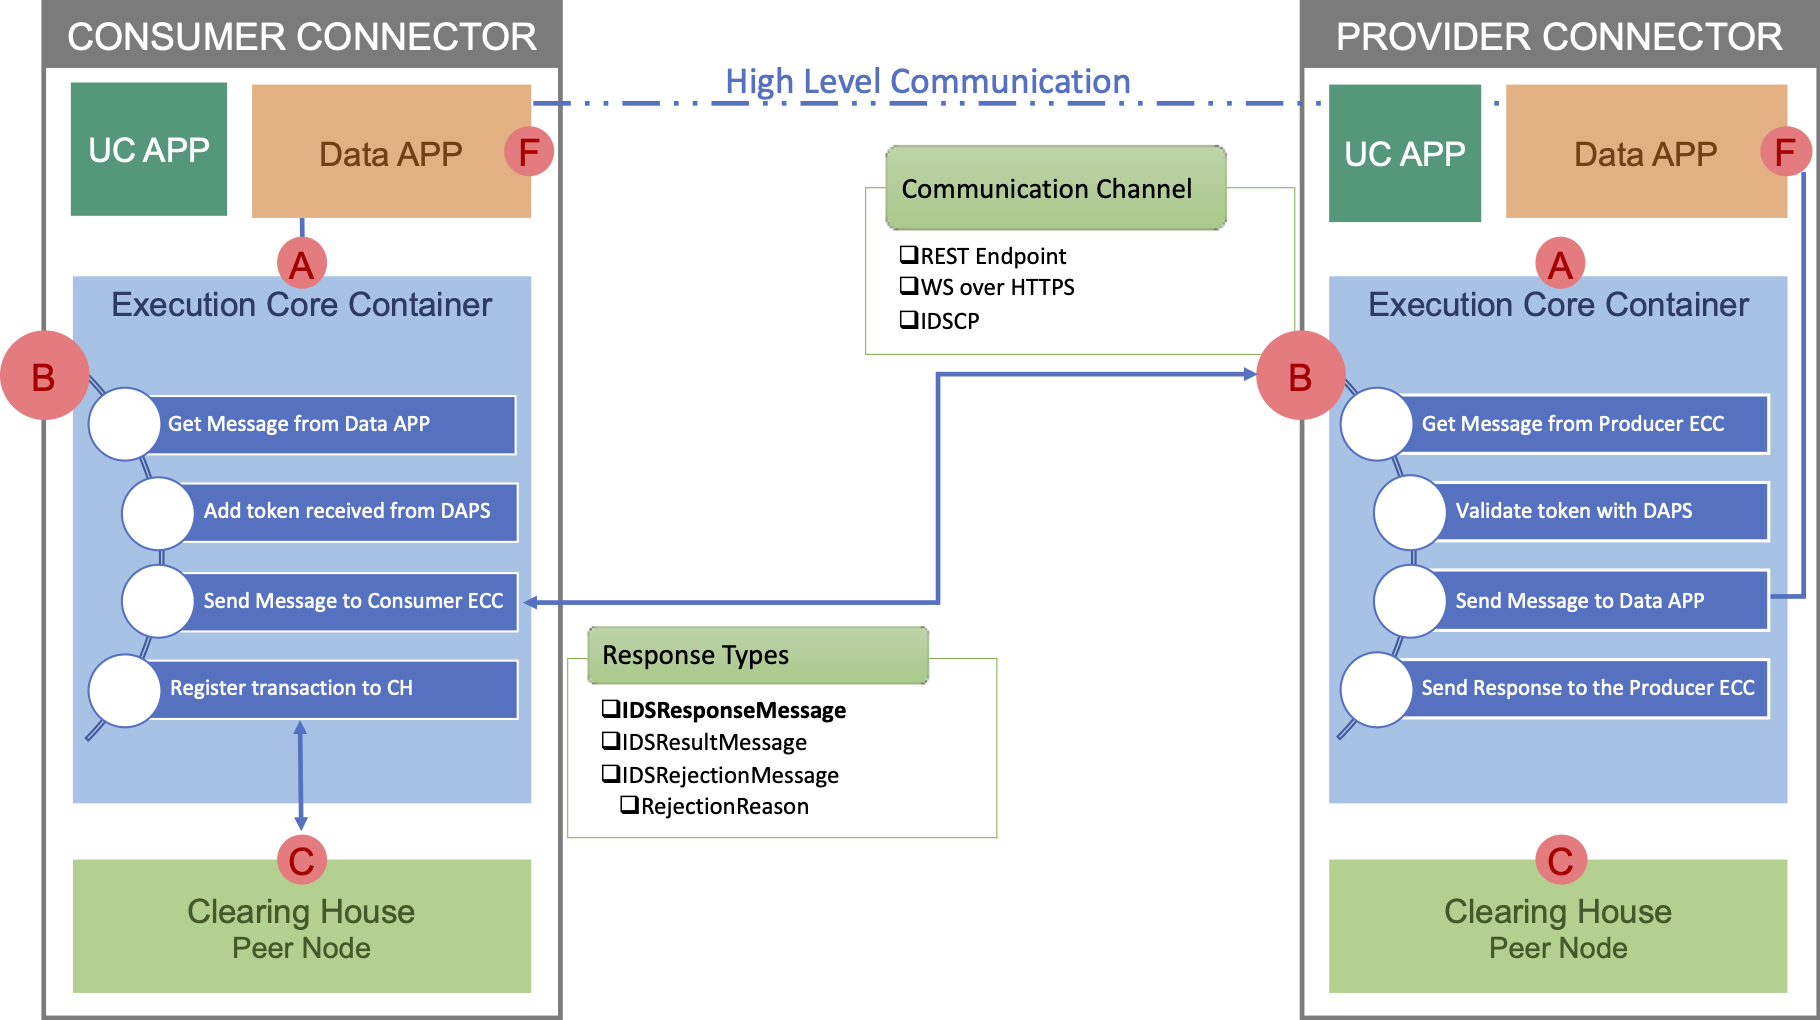 CONSUMER CONNECTOR
UC APP
Data APP
F
A
Execution Core Container
B
Get Message from Data APP
Add token received from DAPS
Send Message to Consumer ECC
Register transaction to CH
C
Clearing House
Peer Node
High Level Communication
Communication Channel
❑REST Endpoint
❑WS over HTTPS
❑IDSCP
Response Types
❑IDSResponseMessage
❑IDSResultMessage
❑IDSRejectionMessage
❑RejectionReason
PROVIDER CONNECTOR
UC APP
Data APP
F
A
Execution Core Container
B
Get Message from Producer ECC
Validate token with DAPS
Send Message to Data APP
Send Response to the Producer ECC
C
Clearing House
Peer Node